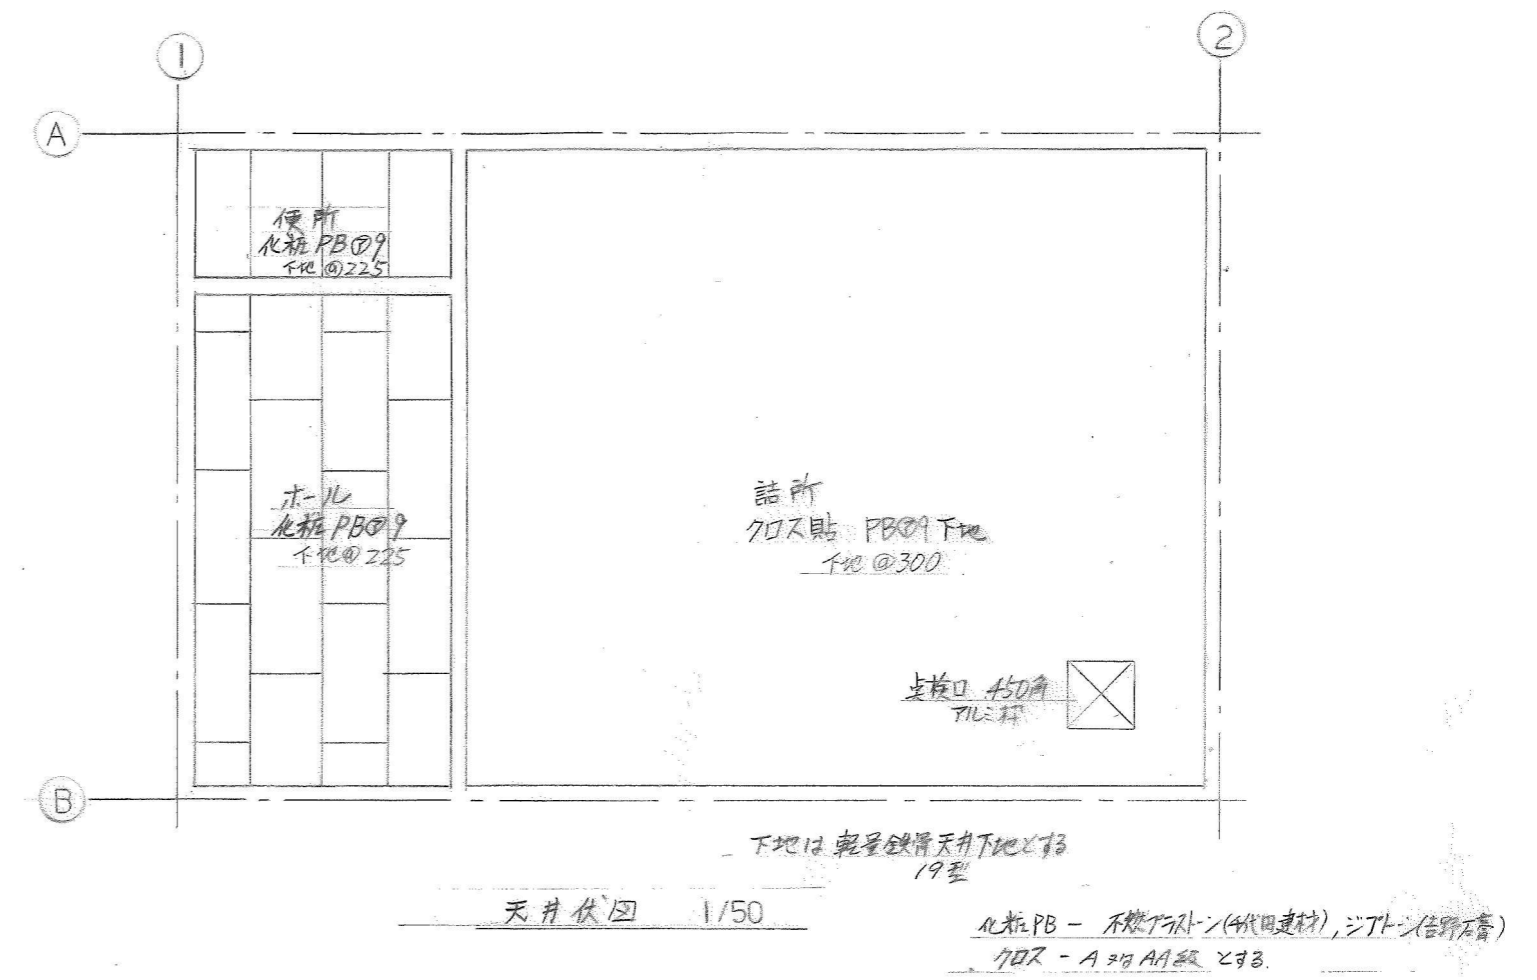 1
2
A
便所
化粧PB⑦9
下地@225
ホール
化粧PB⑦9
下地@225
詰所
クロス貼 PB⑦9下地
下地@300
点検口 450角
アルミ枠
B
下地は軽量鉄骨天井下地とする
19型
天井伏図 1/50
化粧PB - 不燃プラストーン(千代田建材),ジプトーン(吉野石膏)
クロス - A AA級 とする.